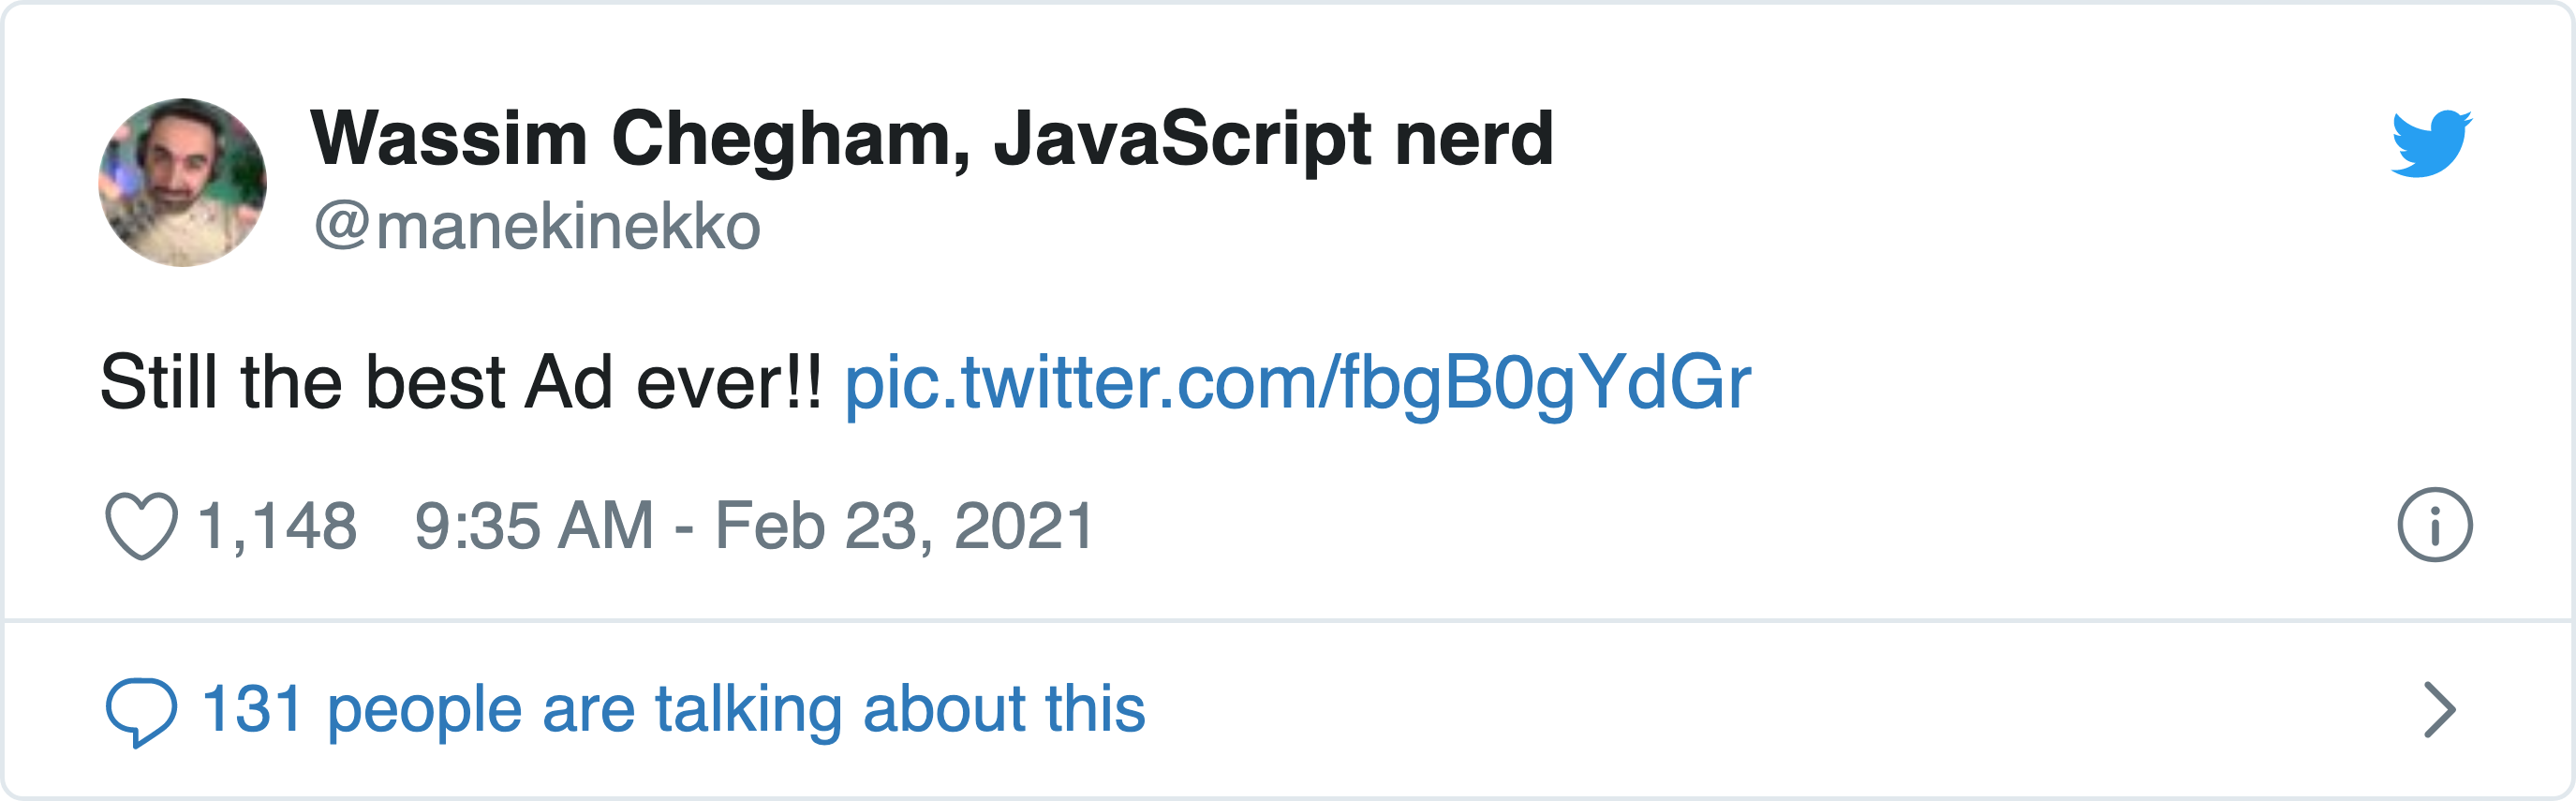 Wassim Chegham, JavaScript nerd
@manekinekko
Still the best Ad ever!! pic.twitter.com/fbgB0gYdGr
1,148 9:35 AM - Feb 23, 2021
131 people are talking about this